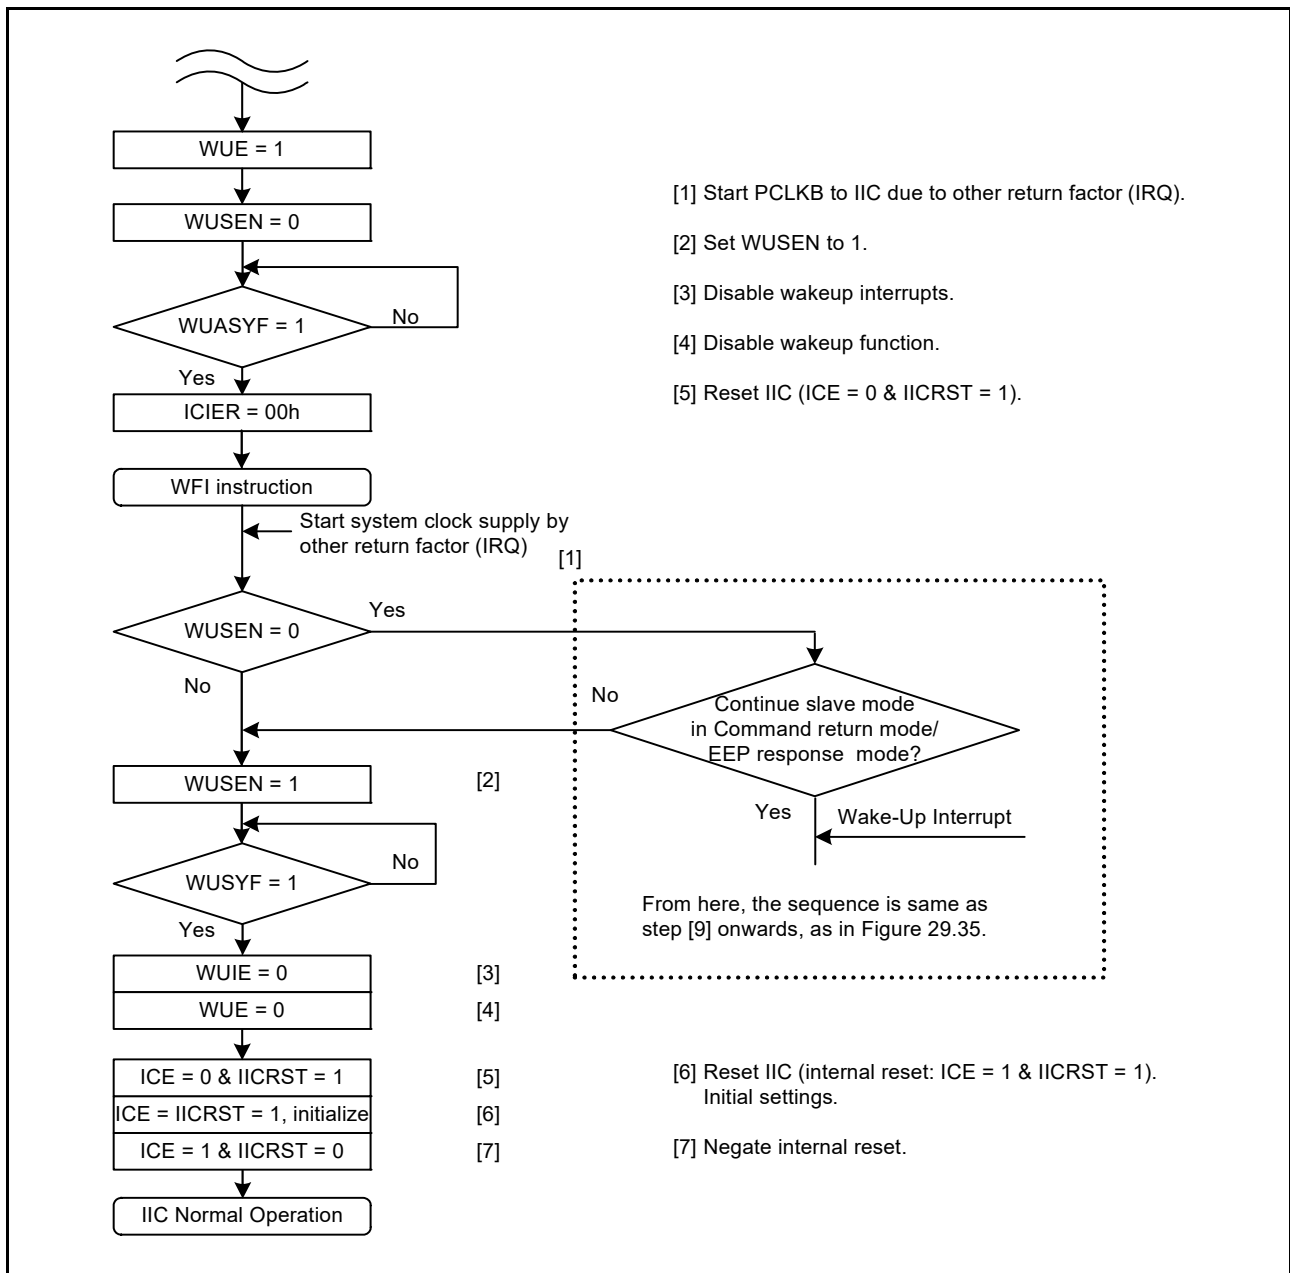 WUE = 1
WUSEN = 0
WUASYF = 1
No
Yes
ICIER = 00h
WFI instruction
Start system clock supply by
other return factor (IRQ)
[1]
WUSEN = 0
Yes
No
No
Continue slave mode
in Command return mode/
EEP response mode?
Yes
Wake-Up Interrupt
From here, the sequence is same as
step [9] onwards, as in Figure 29.35.
WUSEN = 1
[2]
WUSYF = 1
No
Yes
WUIE = 0
[3]
WUE = 0
[4]
ICE = 0 & IICRST = 1
[5]
ICE = IICRST = 1, initialize
[6]
ICE = 1 & IICRST = 0
[7]
IIC Normal Operation
[1] Start PCLKB to IIC due to other return factor (IRQ).
[2] Set WUSEN to 1.
[3] Disable wakeup interrupts.
[4] Disable wakeup function.
[5] Reset IIC (ICE = 0 & IICRST = 1).
[6] Reset IIC (internal reset: ICE = 1 & IICRST = 1).
Initial settings.
[7] Negate internal reset.